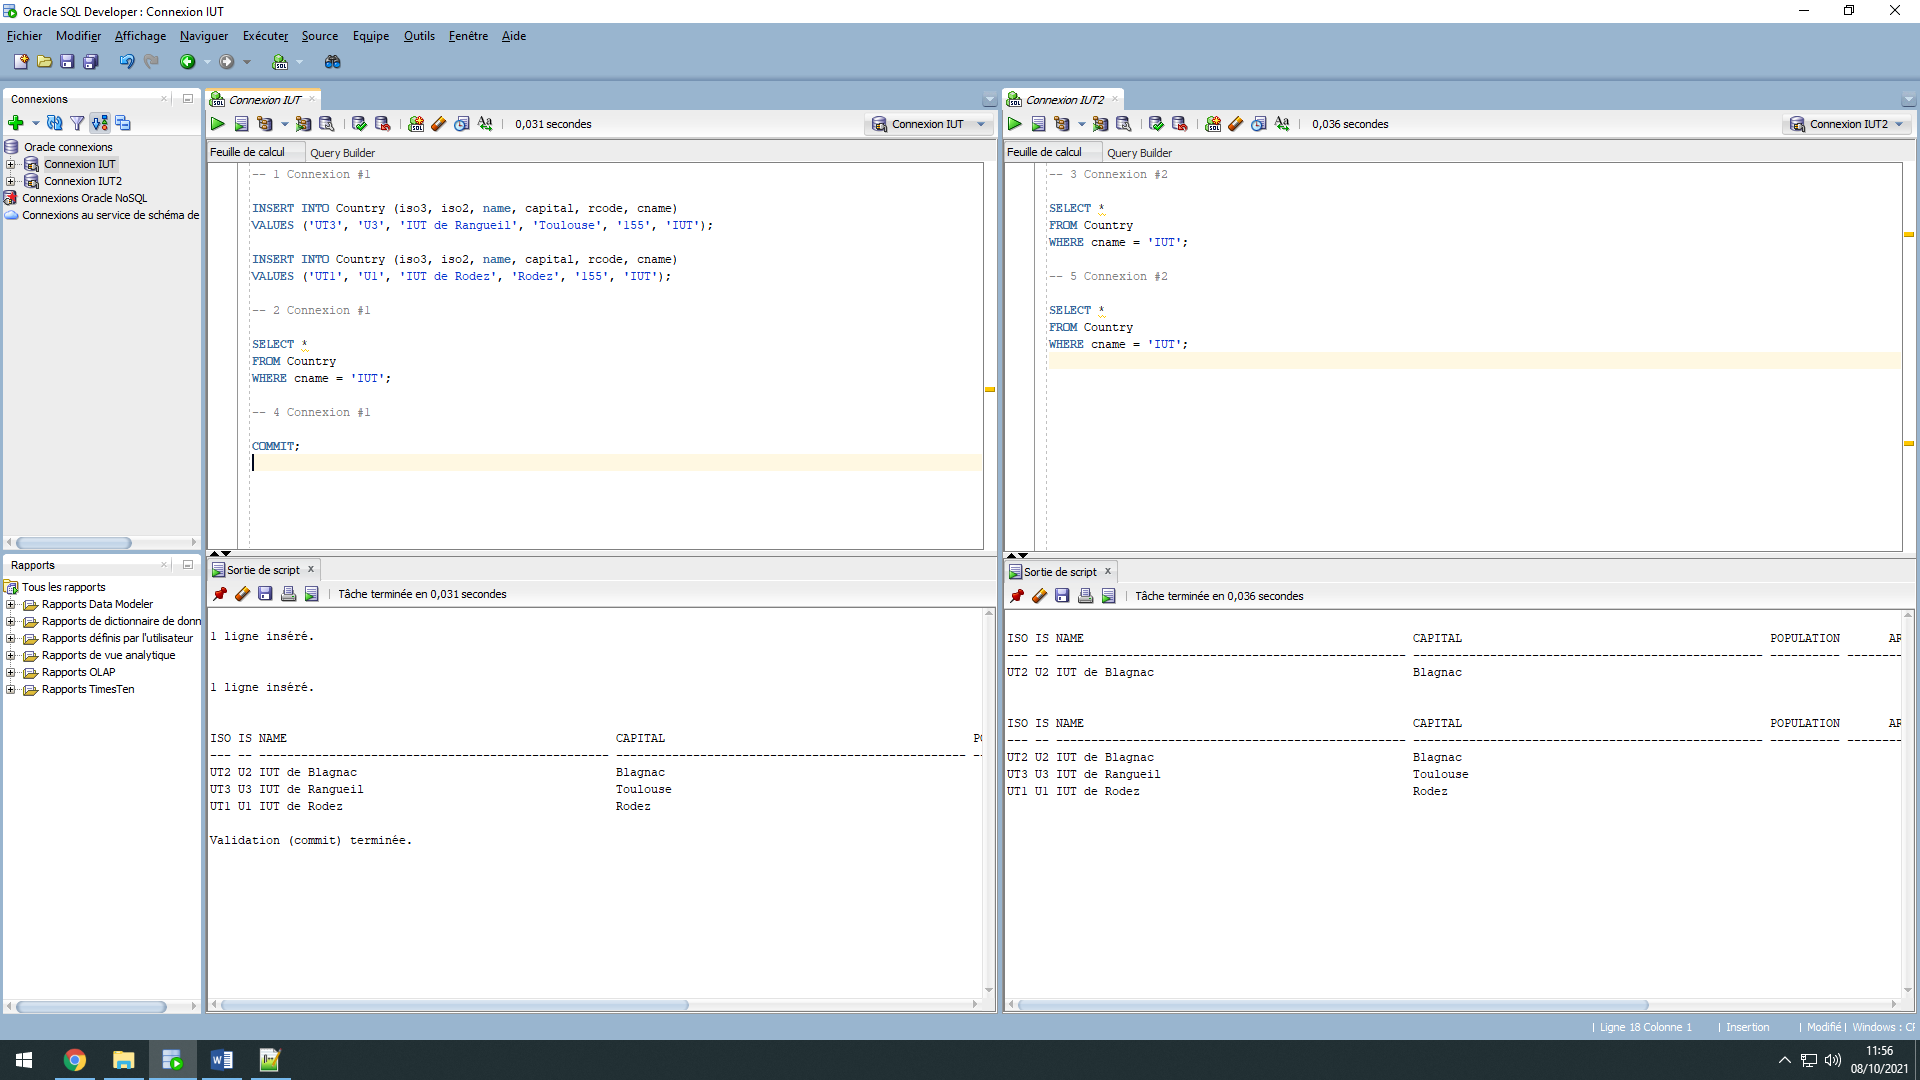 Oracle SQL Developer : Connexion IUT
Fichier Modifier Affichage Naviguer Exécuter Source Equipe Outils Fenêtre Aide
Connexions
Oracle connexions
Connexion IUT
Connexion IUT2
Connexions Oracle NoSQL
Connexions au service de schéma de
Rapports
Tous les rapports
Rapports Data Modeler
Rapports de dictionnaire de donn
Rapports définis par l'utilisateur
Rapports de vue analytique
Rapports OLAP
Rapports TimesTen
Connexion IUT
0,031 secondes
Connexion IUT
Feuille de calcul Query Builder
-- 1 Connexion #1
INSERT INTO Country (iso3, iso2, name, capital, rcode, cname)
VALUES ('UT3', 'U3', 'IUT de Rangueil', 'Toulouse', '155', 'IUT');
INSERT INTO Country (iso3, iso2, name, capital, rcode, cname)
VALUES ('UT1', 'U1', 'IUT de Rodez', 'Rodez', '155', 'IUT');
-- 2 Connexion #1
SELECT *
FROM Country
WHERE cname = 'IUT';
-- 4 Connexion #1
COMMIT;
Sortie de script
Tâche terminée en 0,031 secondes
1 ligne inséré.
1 ligne inséré.
ISO IS NAME CAPITAL PO
--- -- -------------------------------------------------- -------------------------------------------------- --
UT2 U2 IUT de Blagnac Blagnac
UT3 U3 IUT de Rangueil Toulouse
UT1 U1 IUT de Rodez Rodez
Validation (commit) terminée.
Connexion IUT2
0,036 secondes
Connexion IUT2
Feuille de calcul Query Builder
-- 3 Connexion #2
SELECT *
FROM Country
WHERE cname = 'IUT';
-- 5 Connexion #2
SELECT *
FROM Country
WHERE cname = 'IUT';
Sortie de script
Tâche terminée en 0,036 secondes
ISO IS NAME CAPITAL POPULATION AR
--- -- -------------------------------------------------- -------------------------------------------------- ---------- --------
UT2 U2 IUT de Blagnac Blagnac
ISO IS NAME CAPITAL POPULATION AR
--- -- -------------------------------------------------- -------------------------------------------------- ---------- --------
UT2 U2 IUT de Blagnac Blagnac
UT3 U3 IUT de Rangueil Toulouse
UT1 U1 IUT de Rodez Rodez
Ligne 18 Colonne 1 | Insertion | Modifié | Windows : CF
11:56
08/10/2021